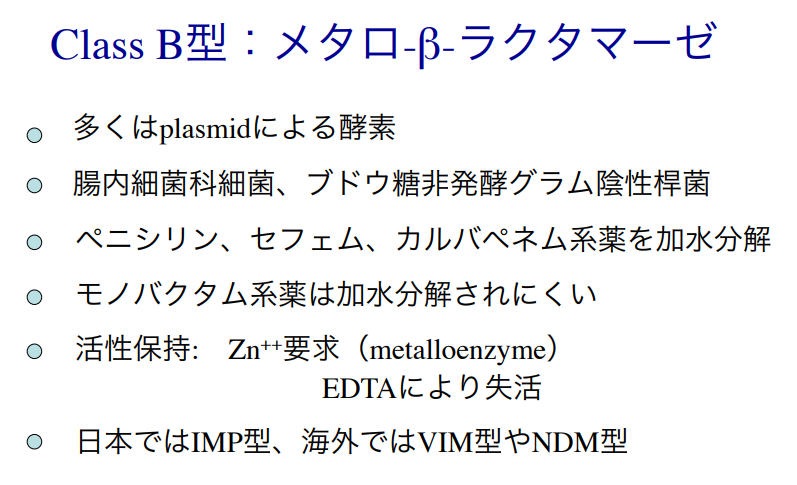 Class B型：メタロ-β-ラクタマーゼ
多くはplasmidによる酵素
腸内細菌科細菌、ブドウ糖非発酵グラム陰性桿菌
ペニシリン、セフェム、カルバペネム系薬を加水分解
モノバクタム系薬は加水分解されにくい
活性保持:　Zn⁺⁺要求（metalloenzyme）
EDTAにより失活
日本ではIMP型、海外ではVIM型やNDM型